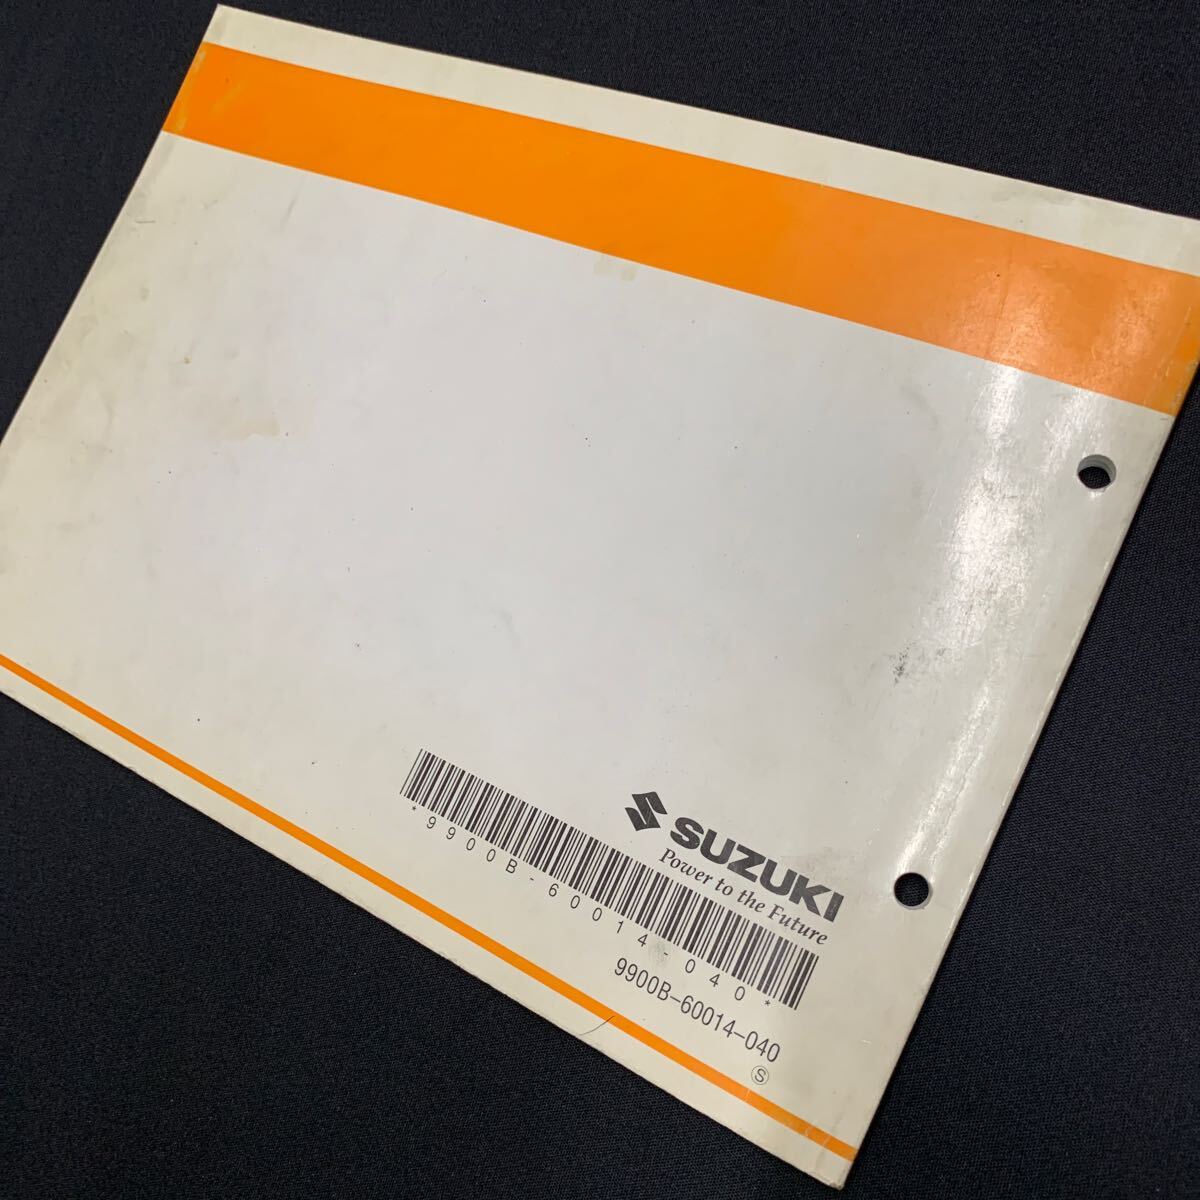 SUZUKI
Power to the Future
*9900B-60014-040*
9900B-60014-040
Ⓢ